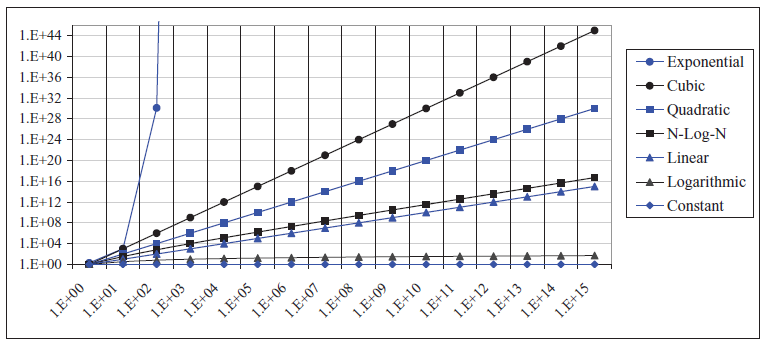 1.E+44
1.E+40
1.E+36
1.E+32
1.E+28
1.E+24
1.E+20
1.E+16
1.E+12
1.E+08
1.E+04
1.E+00
1.E+00
1.E+01
1.E+02
1.E+03
1.E+04
1.E+05
1.E+06
1.E+07
1.E+08
1.E+09
1.E+10
1.E+11
1.E+12
1.E+13
1.E+14
1.E+15
Exponential
Cubic
Quadratic
N-Log-N
Linear
Logarithmic
Constant